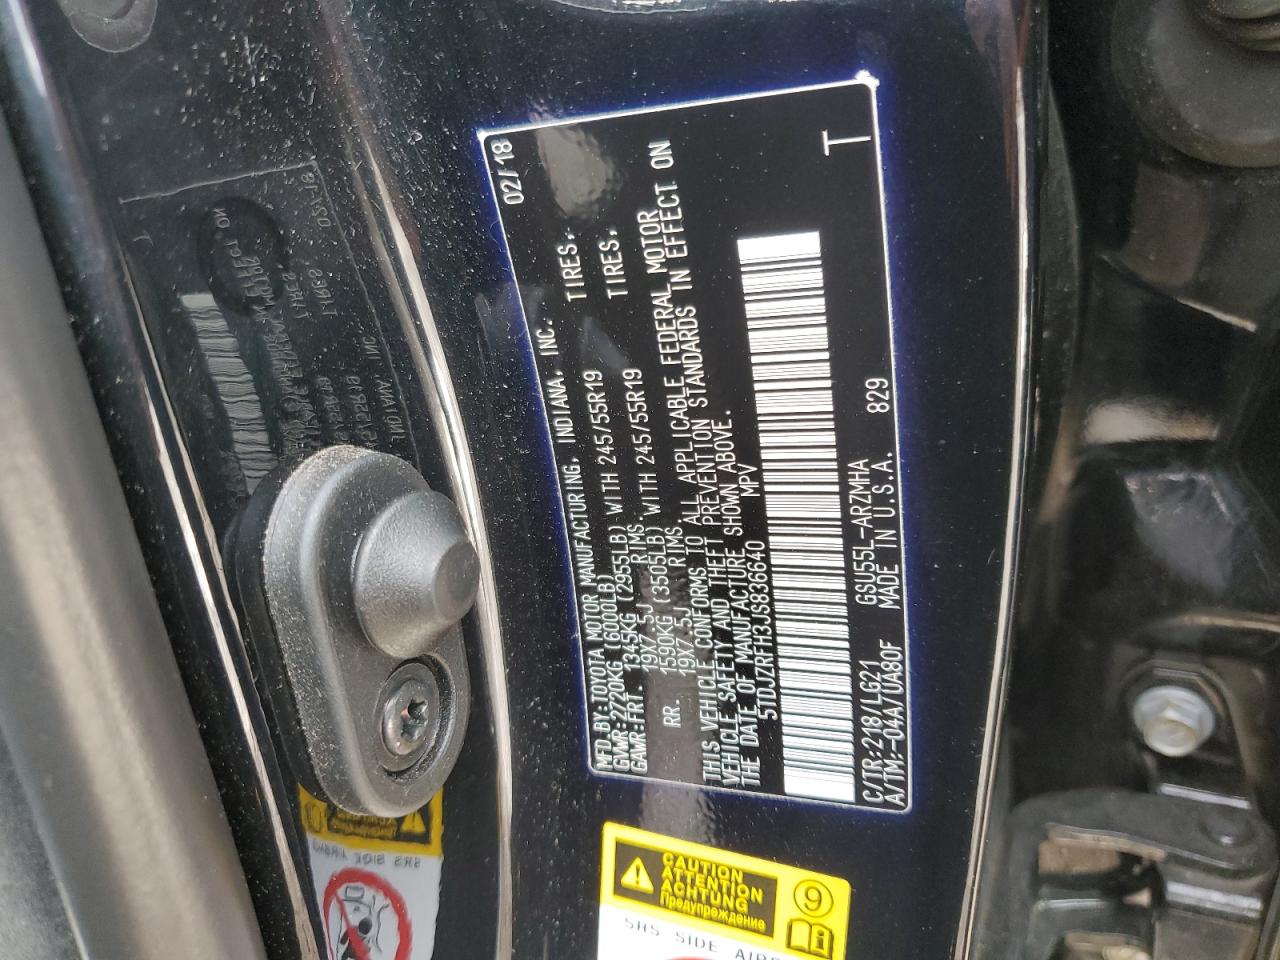 02/18
MFD.BY:TOYOTA MOTOR MANUFACTURING, INDIANA, INC.
GVWR:2720KG (6000LB)
GAWR:FRT. 1345KG (2955LB) WITH 245/55R19 TIRES,
19X7.5J RIMS,
RR. 1590KG (3505LB) WITH 245/55R19 TIRES,
19X7.5J RIMS,
THIS VEHICLE CONFORMS TO ALL APPLICABLE FEDERAL MOTOR
VEHICLE SAFETY AND THEFT PREVENTION STANDARDS IN EFFECT ON
THE DATE OF MANUFACTURE SHOWN ABOVE.
5TDJZRFH3JS836640 MPV
T
C/TR:218/LG21 GSU55L-ARZMHA 829
A/TM:-04A/UA80F MADE IN U.S.A.
CAUTION
ATTENTION
ACHTUNG
Предупреждение
9
SRS SIDE